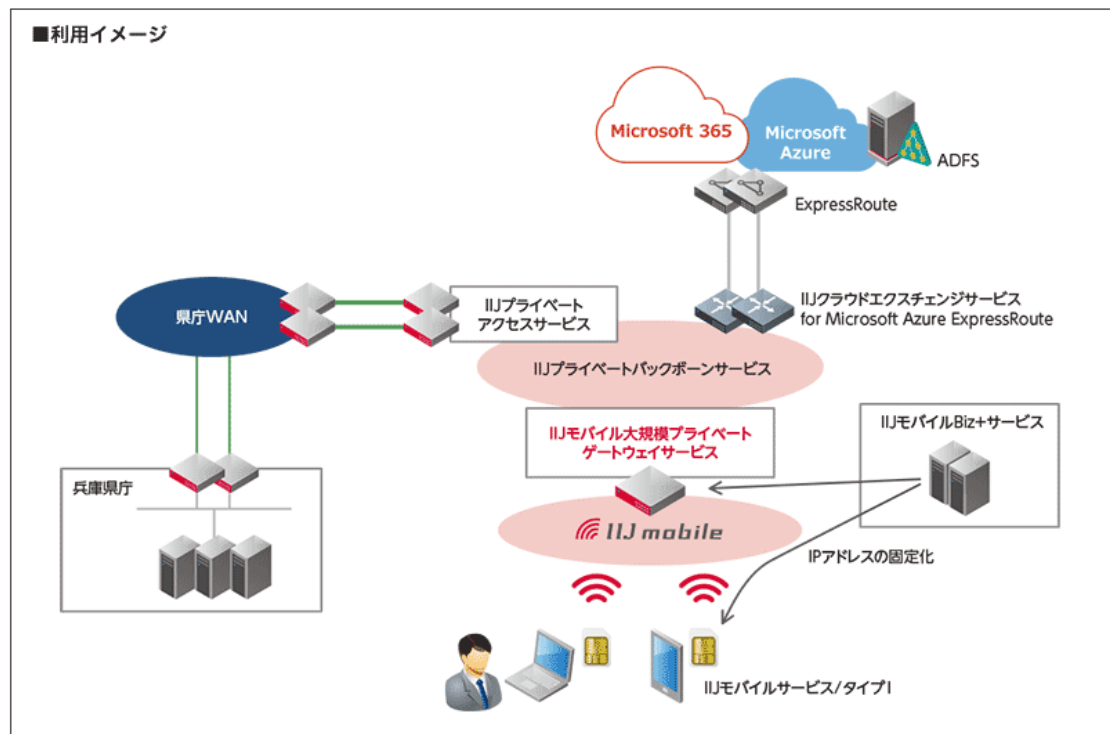 ■利用イメージ
Microsoft 365
Microsoft
Azure
ADFS
ExpressRoute
県庁WAN
IIJプライベート
アクセスサービス
IIJクラウドエクスチェンジサービス
for Microsoft Azure ExpressRoute
IIJプライベートバックボーンサービス
IIJモバイル大規模プライベート
ゲートウェイサービス
IIJモバイルBiz+サービス
兵庫県庁
IIJ mobile
IPアドレスの固定化
IIJモバイルサービス/タイプI